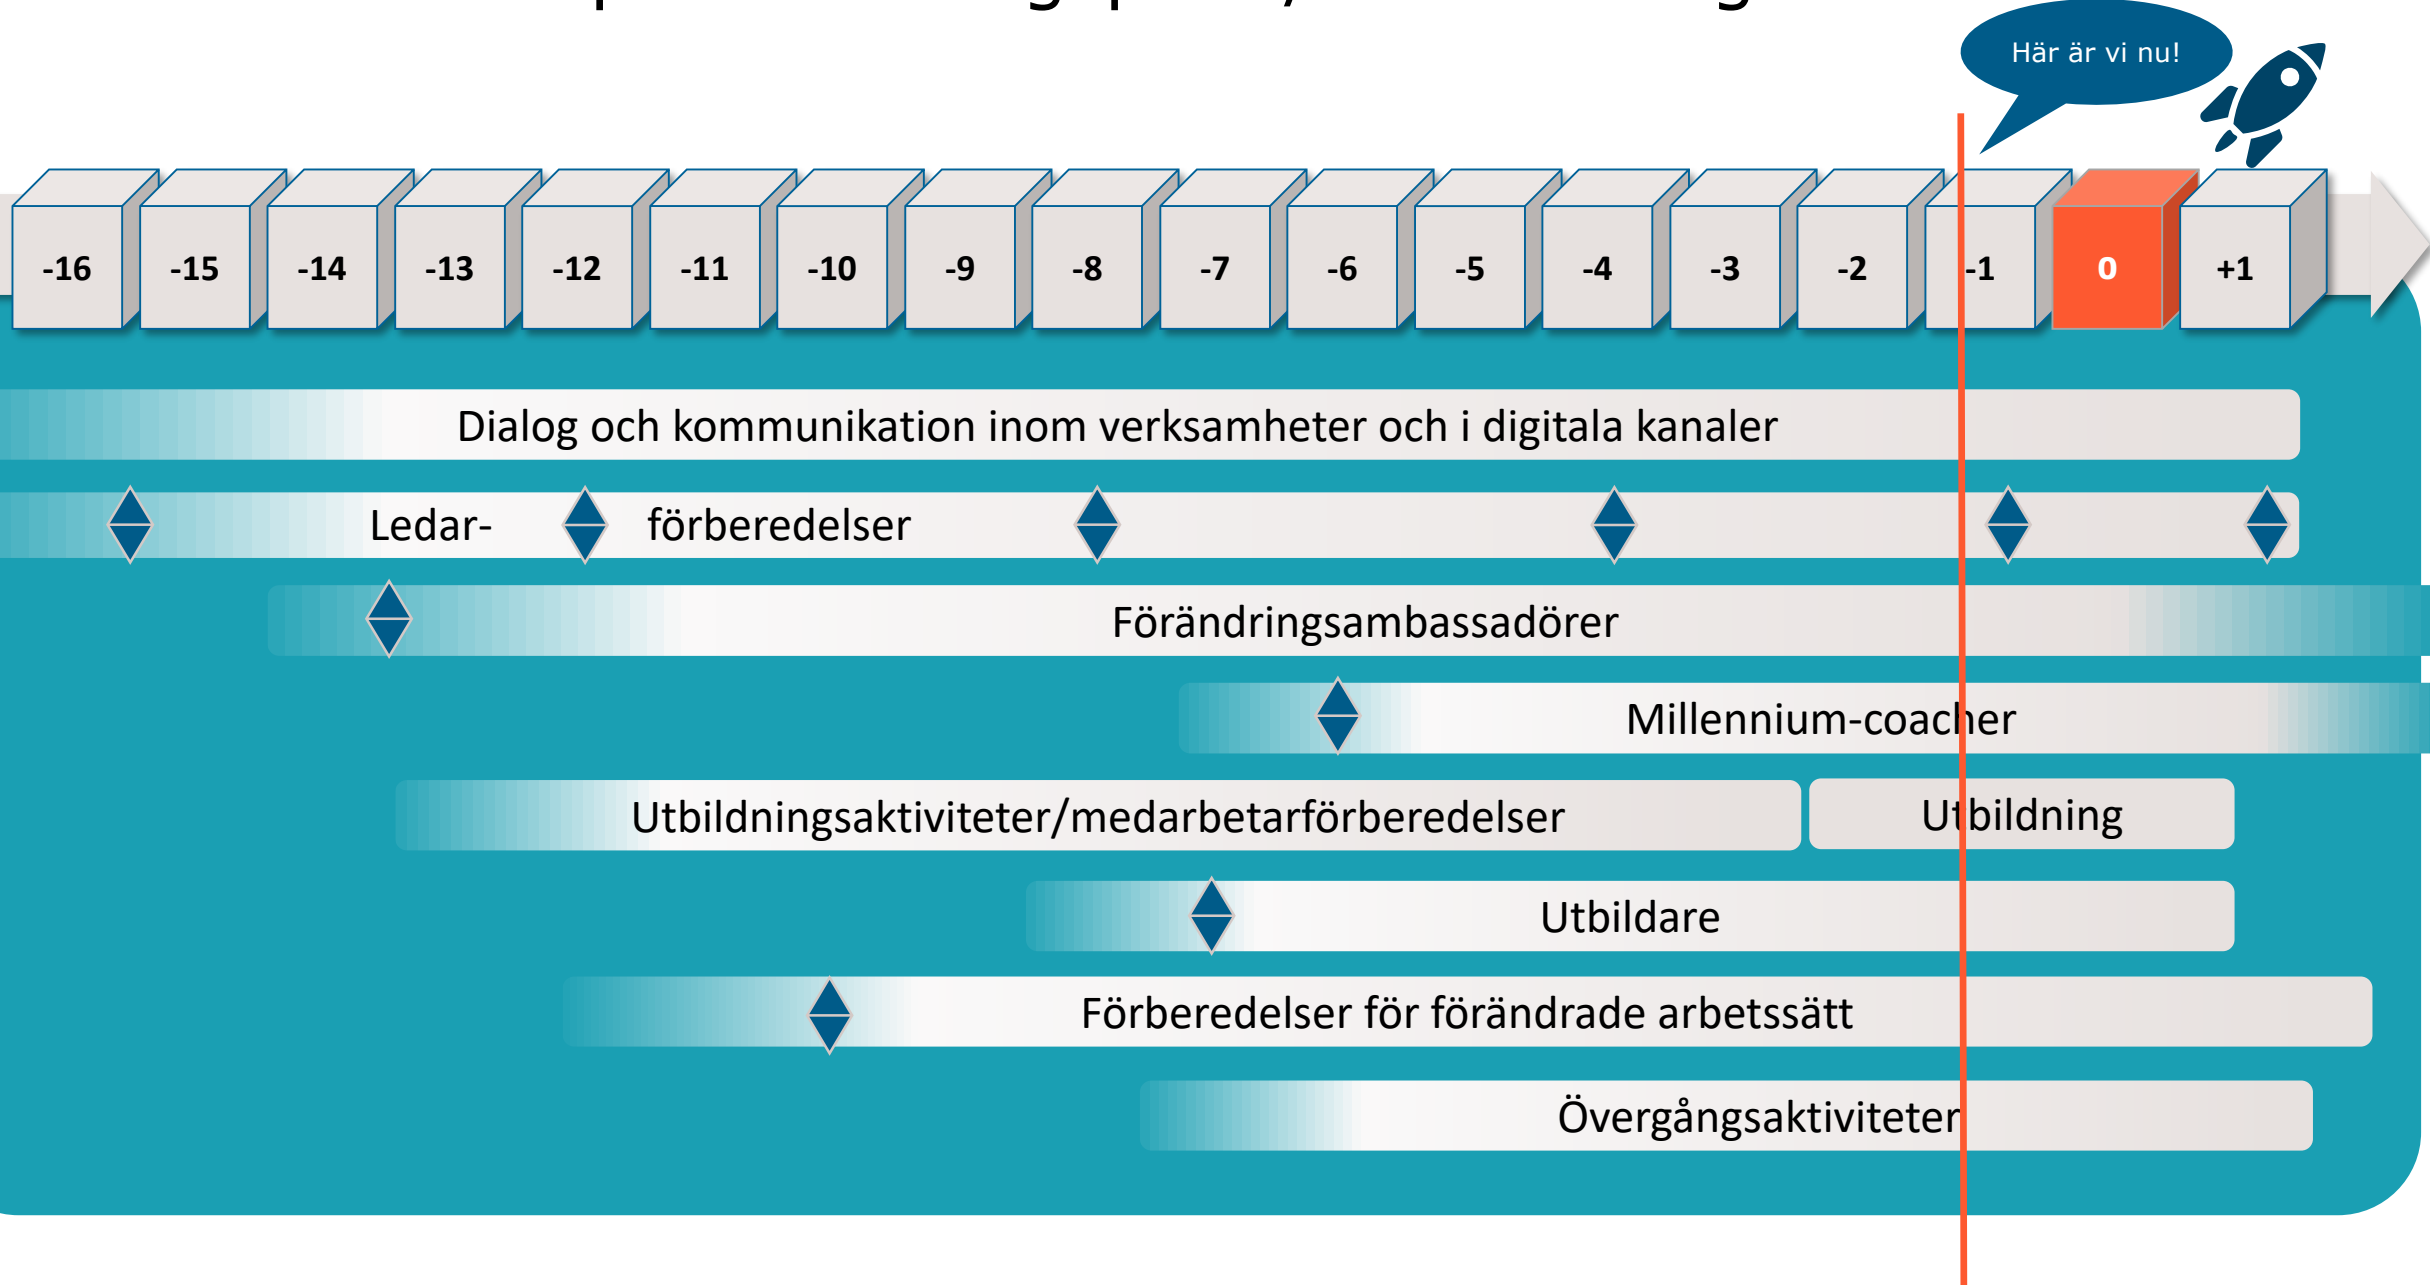 Här är vi nu!
-16 -15 -14 -13 -12 -11 -10 -9 -8 -7 -6 -5 -4 -3 -2 -1 0 +1
Dialog och kommunikation inom verksamheter och i digitala kanaler
Ledar- förberedelser
Förändringsambassadörer
Millennium-coacher
Utbildningsaktiviteter/medarbetarförberedelser Utbildning
Utbildare
Förberedelser för förändrade arbetssätt
Övergångsaktiviteter